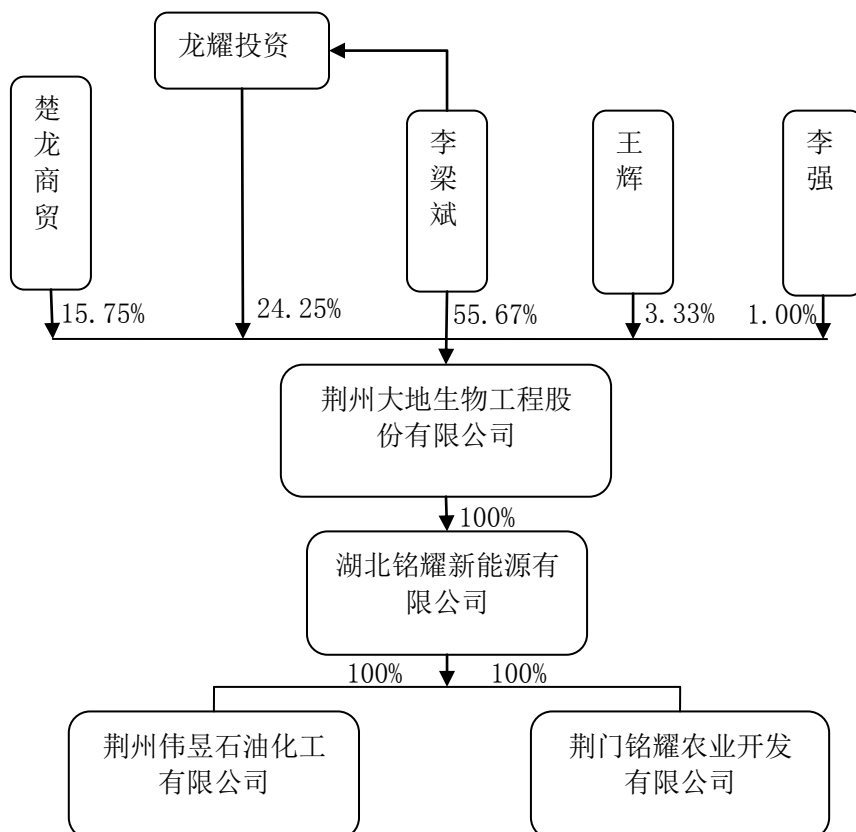 龙耀投资
楚龙商贸
李梁斌
王辉
李强
15.75%
24.25%
55.67%
3.33%
1.00%
荆州大地生物工程股
份有限公司
100%
湖北铭耀新能源有
限公司
100%
100%
荆州伟昱石油化工
有限公司
荆门铭耀农业开发
有限公司